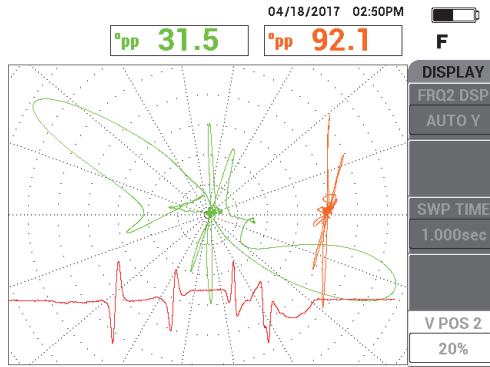 04/18/2017 02:50PM
°pp 31.5 °pp 92.1
F
DISPLAY
FRQ2 DSP
AUTO Y
SWP TIME
1.000sec
V POS 2
20%